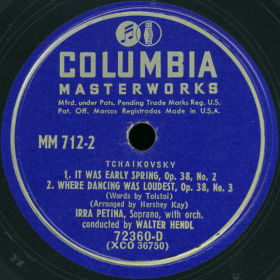 COLUMBIA
MASTERWORKS
Mfrd. under Pats. Pending Trade Marks Reg. U.S.
Pat. Off. Marcas Registradas Made in U.S.A.
MM 712-2
TCHAIKOVSKY
1. IT WAS EARLY SPRING, Op. 38, No. 2
2. WHERE DANCING WAS LOUDEST, Op. 38, No. 3
(Words by Tolstoi)
(Arranged by Hershey Kay)
IRRA PETINA, Soprano, with orch.
conducted by WALTER HENDL
72360-D
(XCO 36750)